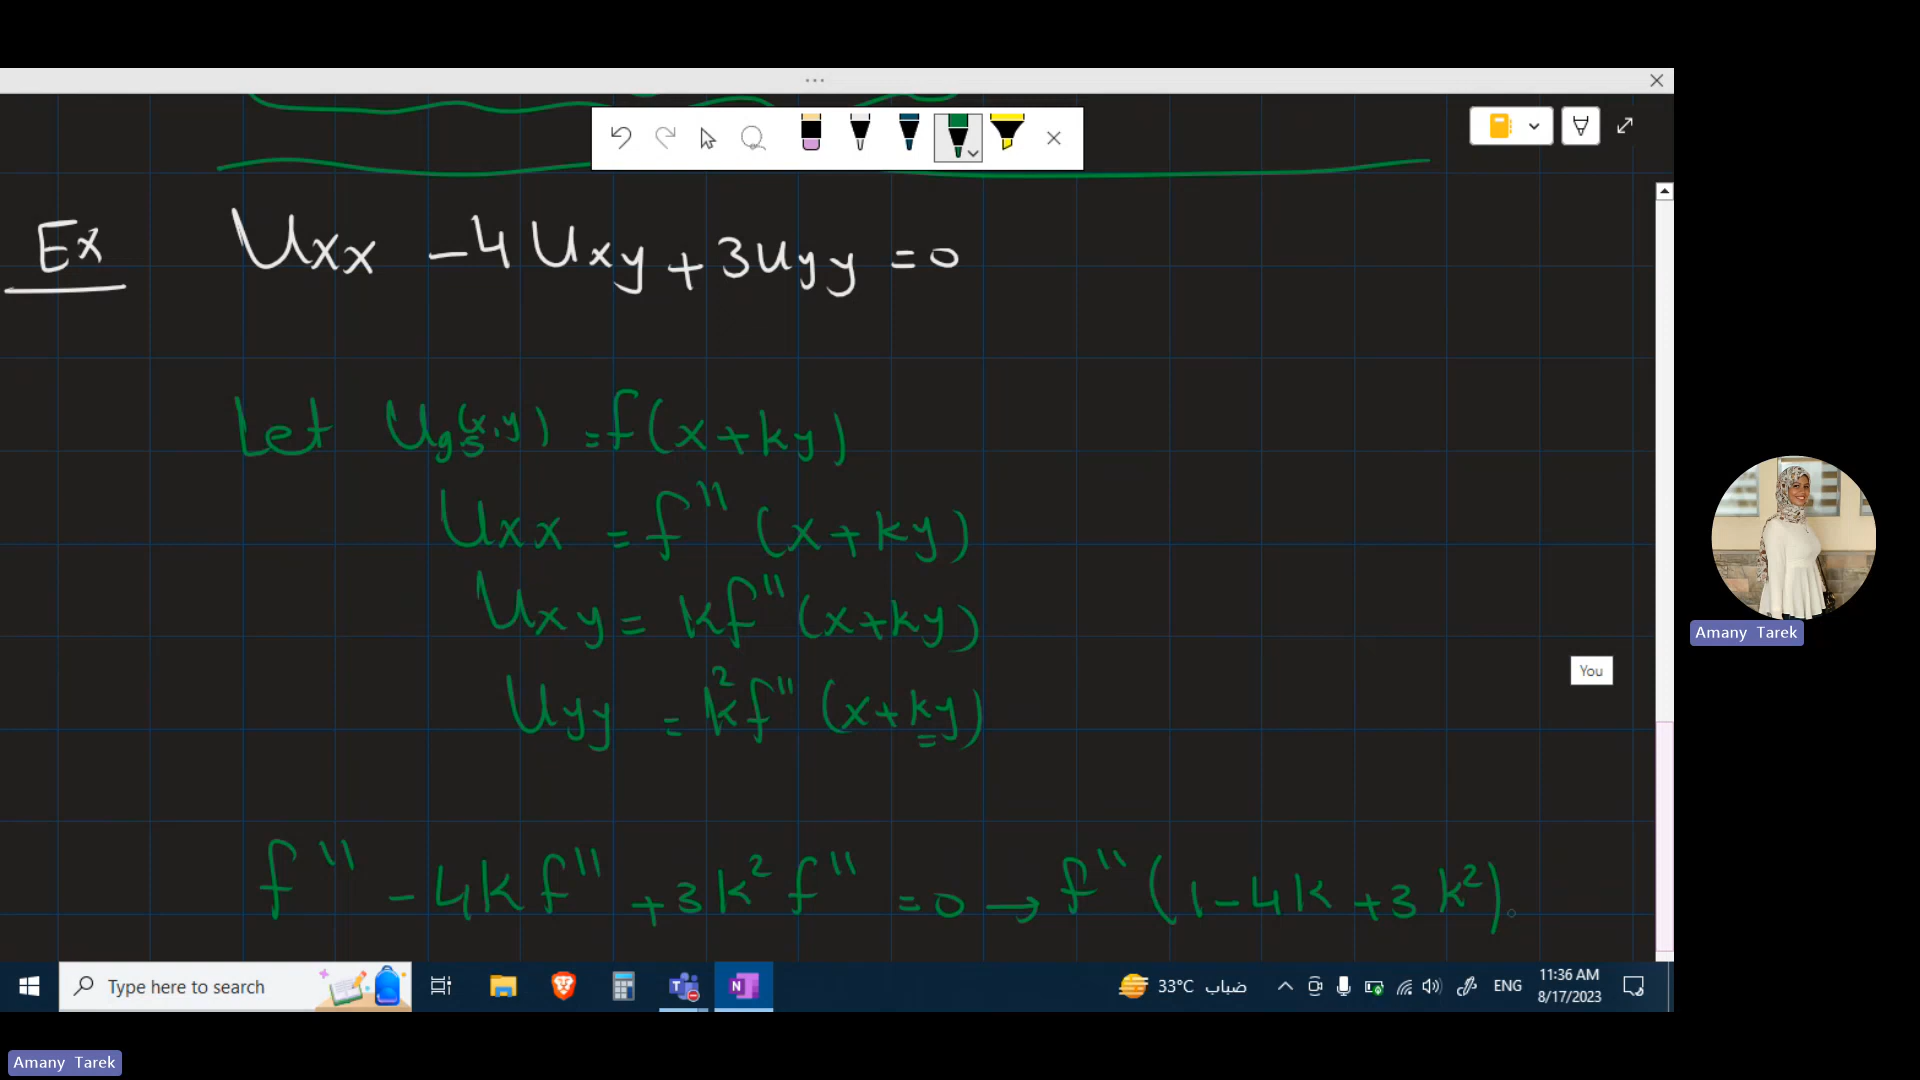 Ex Uxx - 4Uxy + 3Uyy = 0
Let Ug.s(x,y) = f(x+ky)
Uxx = f'' (x+ky)
Uxy = kf'' (x+ky)
Uyy = k²f'' (x+ky)
f'' - 4kf'' + 3k²f'' = 0 → f'' (1-4k+3k²)
Amany Tarek
You
Type here to search
N
33°C ضباب
ENG
11:36 AM
8/17/2023
Amany Tarek